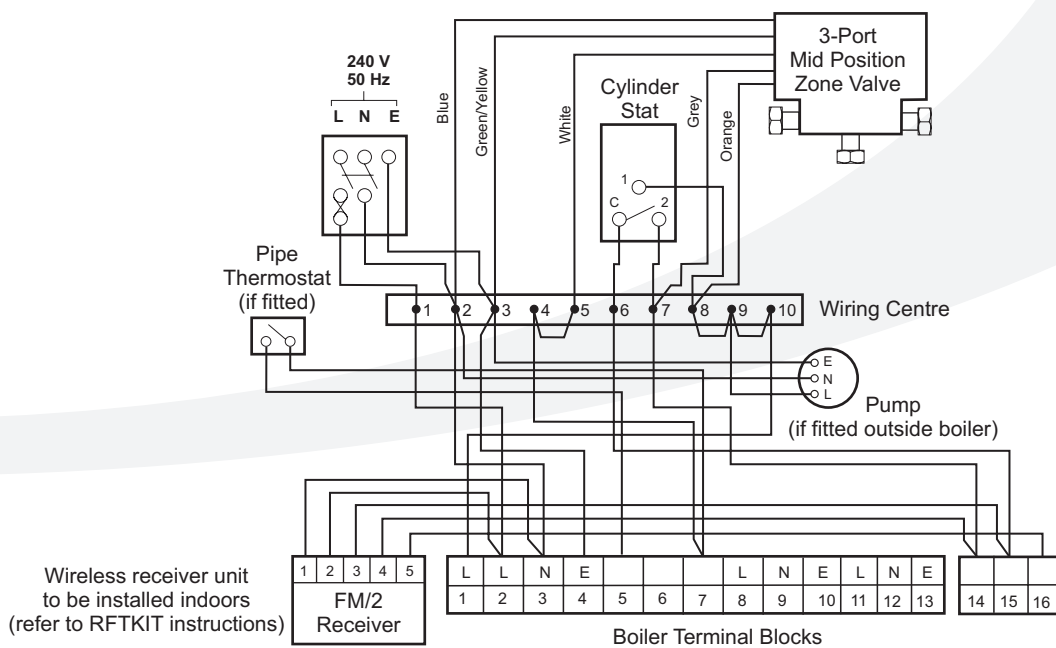 3-Port
Mid Position
Zone Valve
240 V
50 Hz
L N E
Blue
Green/Yellow
White
Cylinder
Stat
Grey
Orange
1
C 2
Pipe
Thermostat
(if fitted)
1 2 3 4 5 6 7 8 9 10
Wiring Centre
E
N
L
Pump
(if fitted outside boiler)
Wireless receiver unit
to be installed indoors
(refer to RFTKIT instructions)
1 2 3 4 5
FM/2
Receiver
L L N E L N E L N E
1 2 3 4 5 6 7 8 9 10 11 12 13
14 15 16
Boiler Terminal Blocks